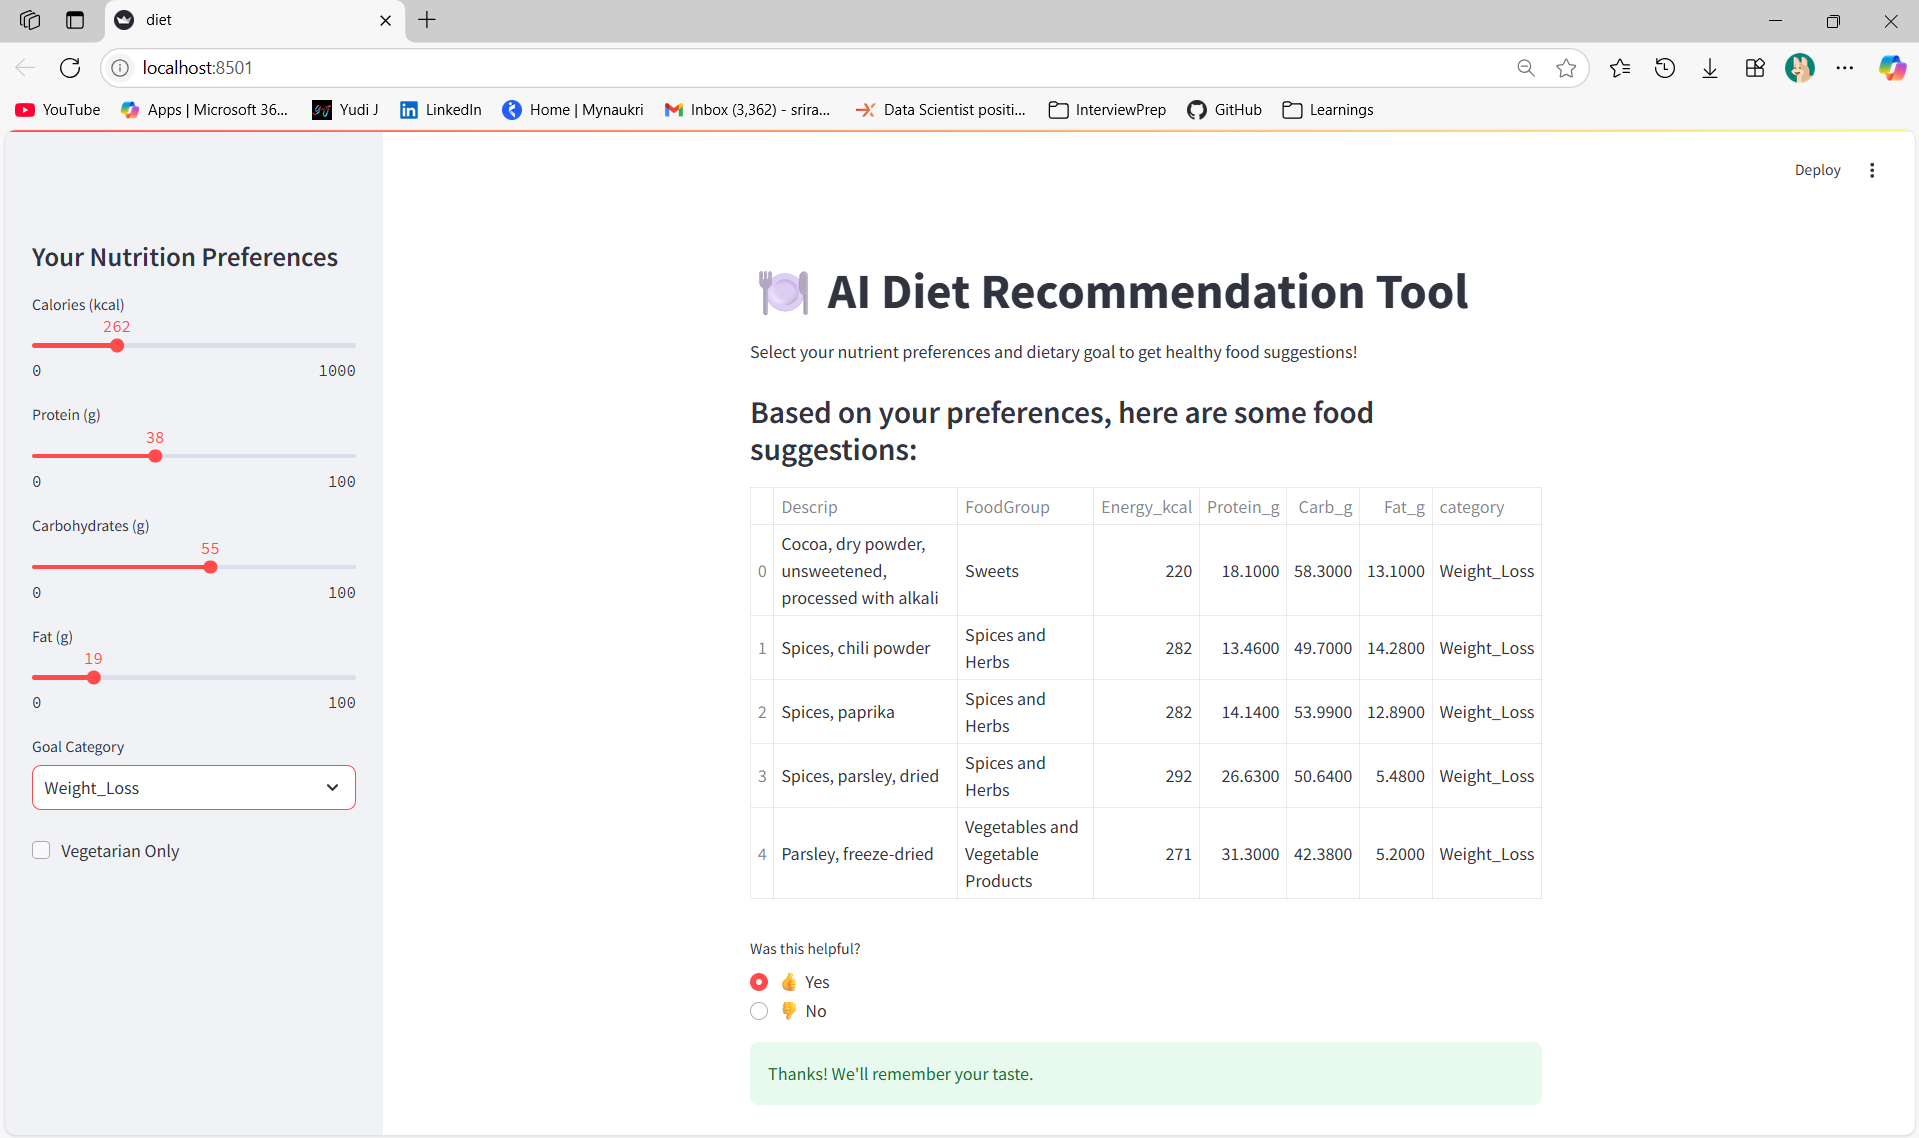 diet
localhost:8501
YouTube
Apps | Microsoft 36...
Yudi J
LinkedIn
Home | Mynaukri
Inbox (3,362) - srira...
Data Scientist positi...
InterviewPrep
GitHub
Learnings
Deploy
Your Nutrition Preferences
Calories (kcal)
262
0 1000
Protein (g)
38
0 100
Carbohydrates (g)
55
0 100
Fat (g)
19
0 100
Goal Category
Weight_Loss
Vegetarian Only
AI Diet Recommendation Tool
Select your nutrient preferences and dietary goal to get healthy food suggestions!
Based on your preferences, here are some food
suggestions:
Descrip FoodGroup Energy_kcal Protein_g Carb_g Fat_g category
0 Cocoa, dry powder, unsweetened, processed with alkali Sweets 220 18.1000 58.3000 13.1000 Weight_Loss
1 Spices, chili powder Spices and Herbs 282 13.4600 49.7000 14.2800 Weight_Loss
2 Spices, paprika Spices and Herbs 282 14.1400 53.9900 12.8900 Weight_Loss
3 Spices, parsley, dried Spices and Herbs 292 26.6300 50.6400 5.4800 Weight_Loss
4 Parsley, freeze-dried Vegetables and Vegetable Products 271 31.3000 42.3800 5.2000 Weight_Loss
Was this helpful?
👍 Yes
👎 No
Thanks! We'll remember your taste.